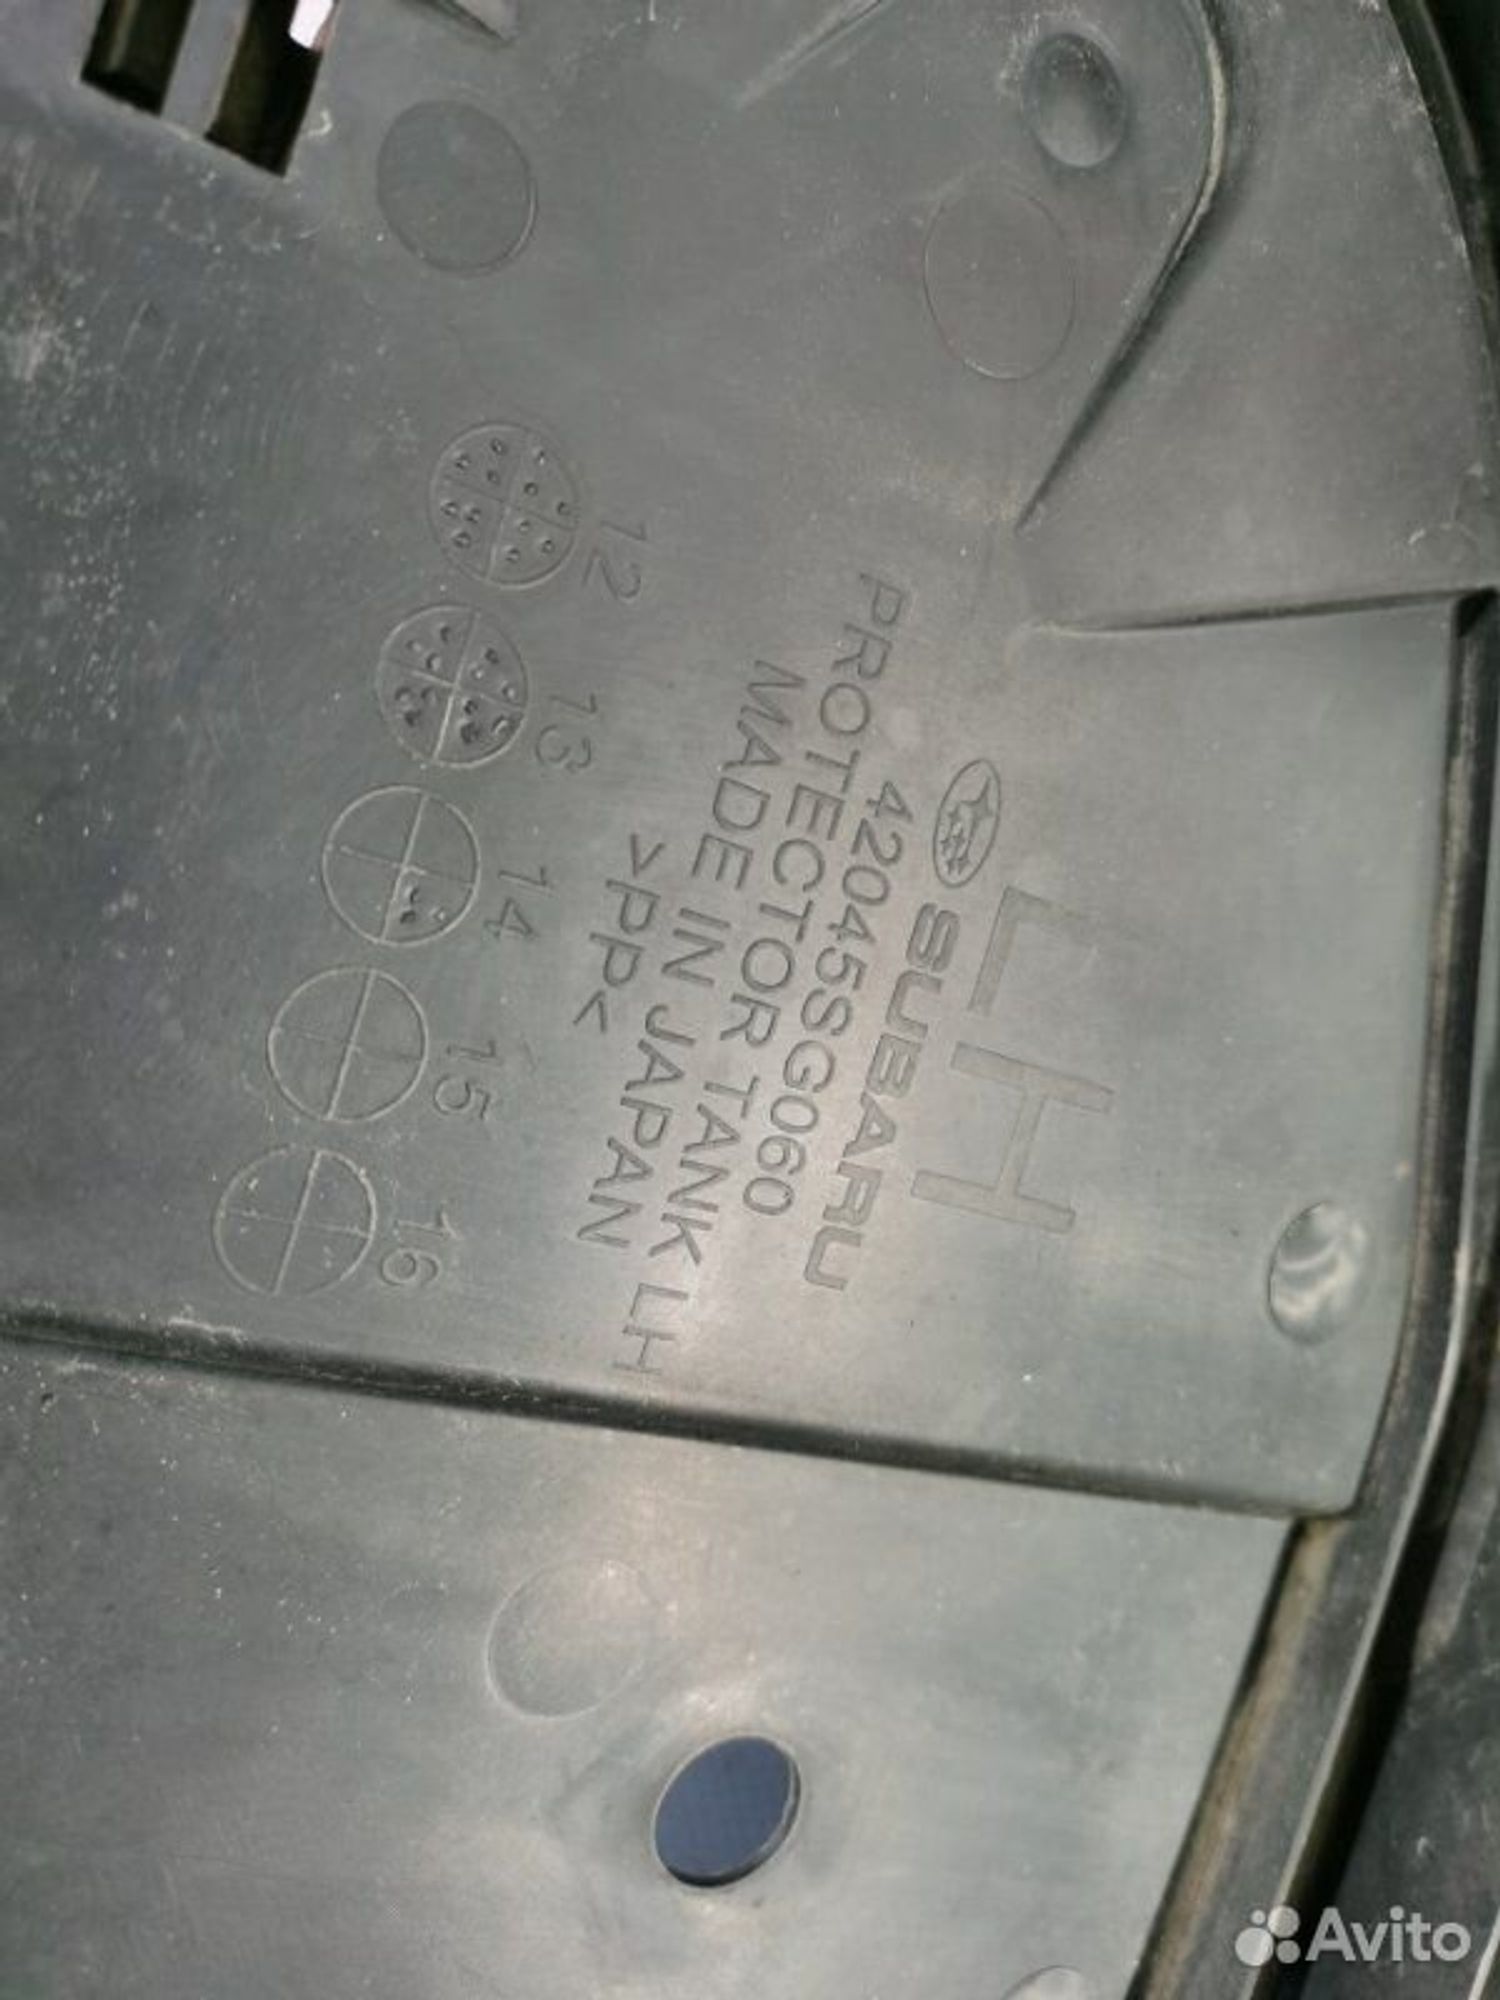 LH
SUBARU
42045SG060
PROTECTOR TANK LH
MADE IN JAPAN
>PP<
12
13
14
15
16
Avito